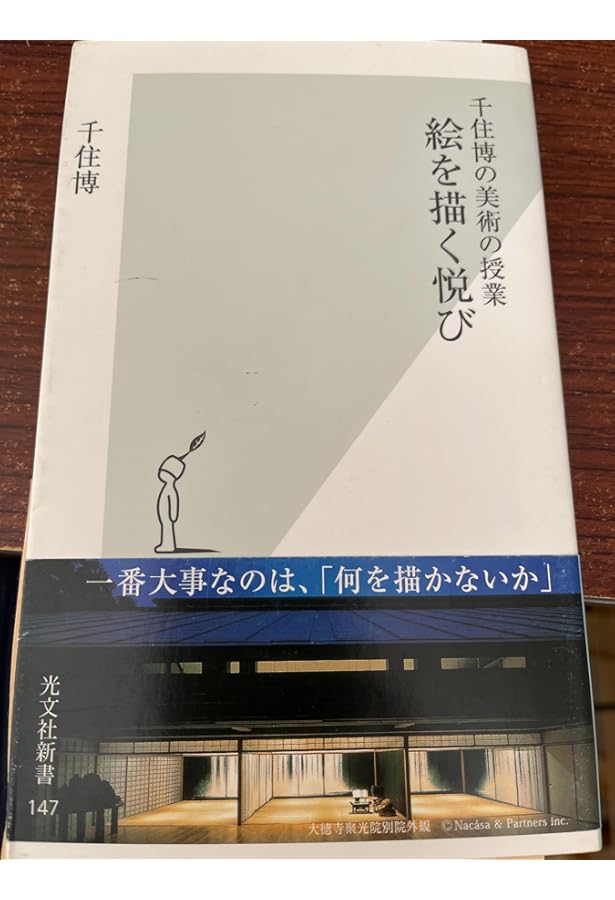 千住博の美術の授業
絵を描く悦び
千住博
一番大事なのは、「何を描かないか」
光文社新書
147
大徳寺聚光院別院外観 © Nacása & Partners inc.